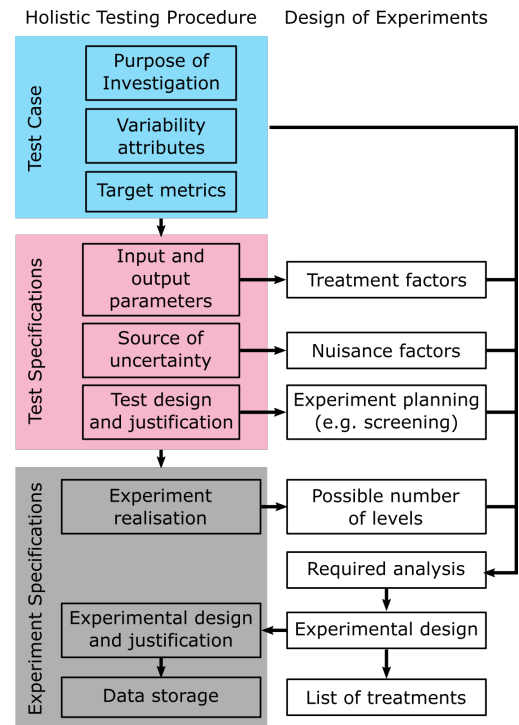 Holistic Testing Procedure
Design of Experiments
Test Case
Purpose of
Investigation
Variability
attributes
Target metrics
Test Specifications
Input and
output
parameters
Treatment factors
Source of
uncertainty
Nuisance factors
Test design
and justification
Experiment planning
(e.g. screening)
Experiment Specifications
Experiment
realisation
Possible number
of levels
Required analysis
Experimental design
and justification
Experimental design
Data storage
List of treatments